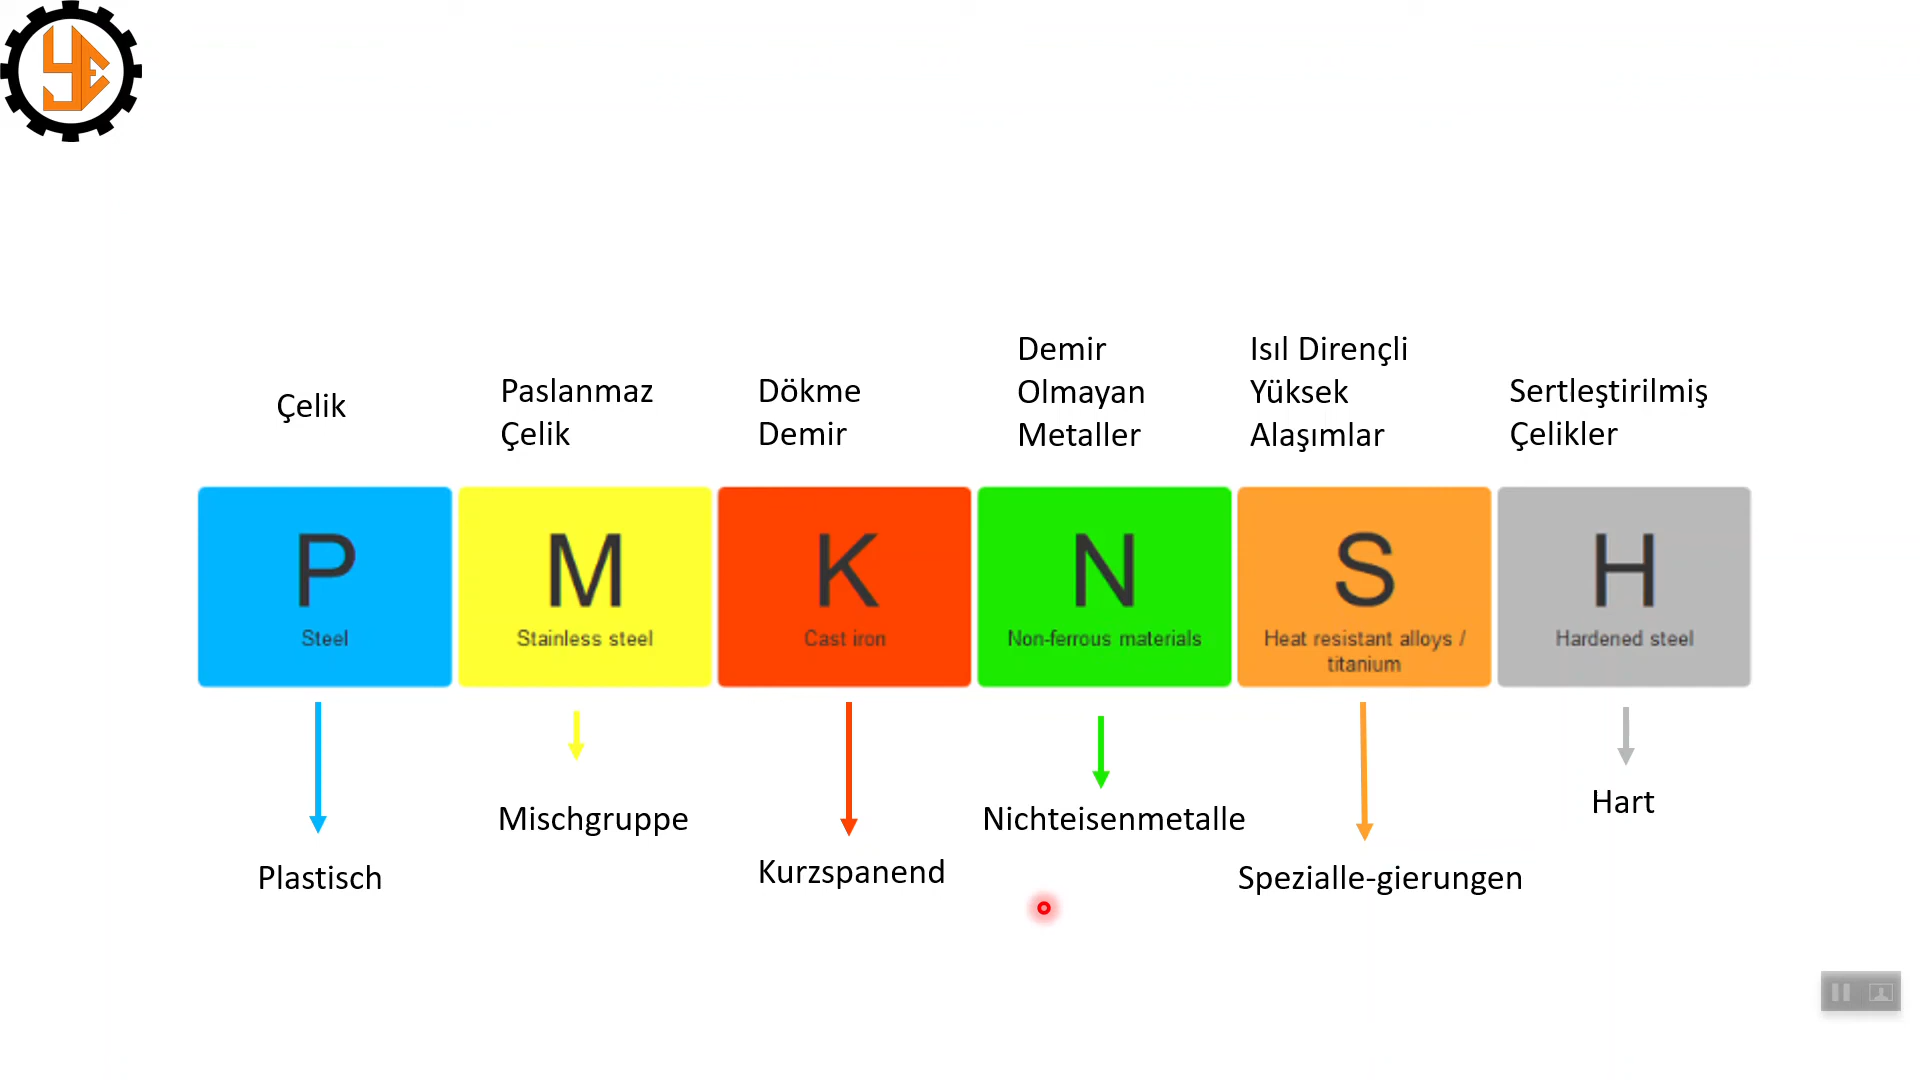 YE
Çelik
Paslanmaz
Çelik
Dökme
Demir
Demir
Olmayan
Metaller
Isıl Dirençli
Yüksek
Alaşımlar
Sertleştirilmiş
Çelikler
P
Steel
M
Stainless steel
K
Cast iron
N
Non-ferrous materials
S
Heat resistant alloys /
titanium
H
Hardened steel
Plastisch
Mischgruppe
Kurzspanend
Nichteisenmetalle
Spezialle-gierungen
Hart